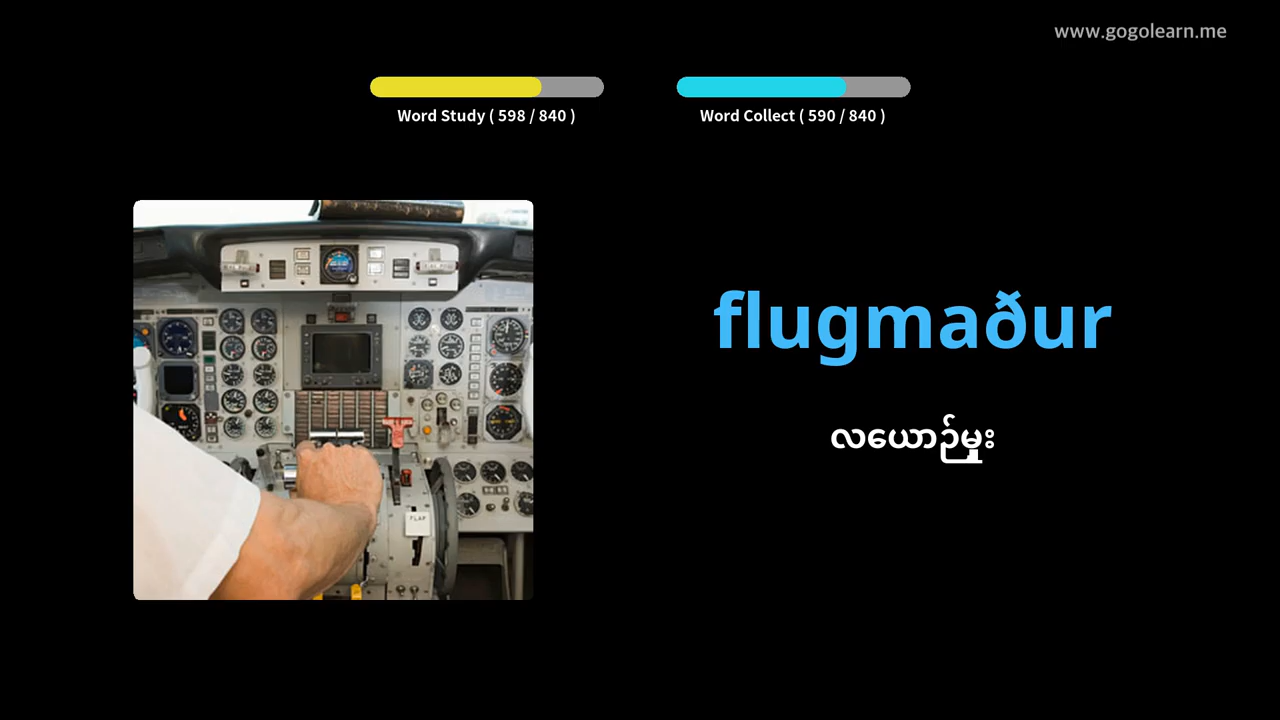 www.gogolearn.me
Word Study ( 598 / 840 )
Word Collect ( 590 / 840 )
flugmaður
လယောဉ်မှုး
FLAP